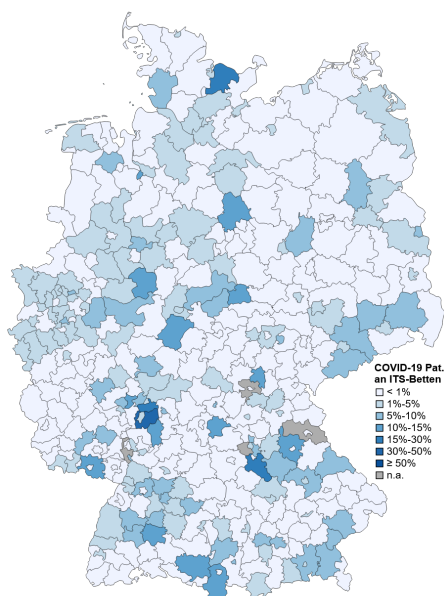 COVID-19 Pat.
an ITS-Betten
< 1%
1%-5%
5%-10%
10%-15%
15%-30%
30%-50%
≥ 50%
n.a.